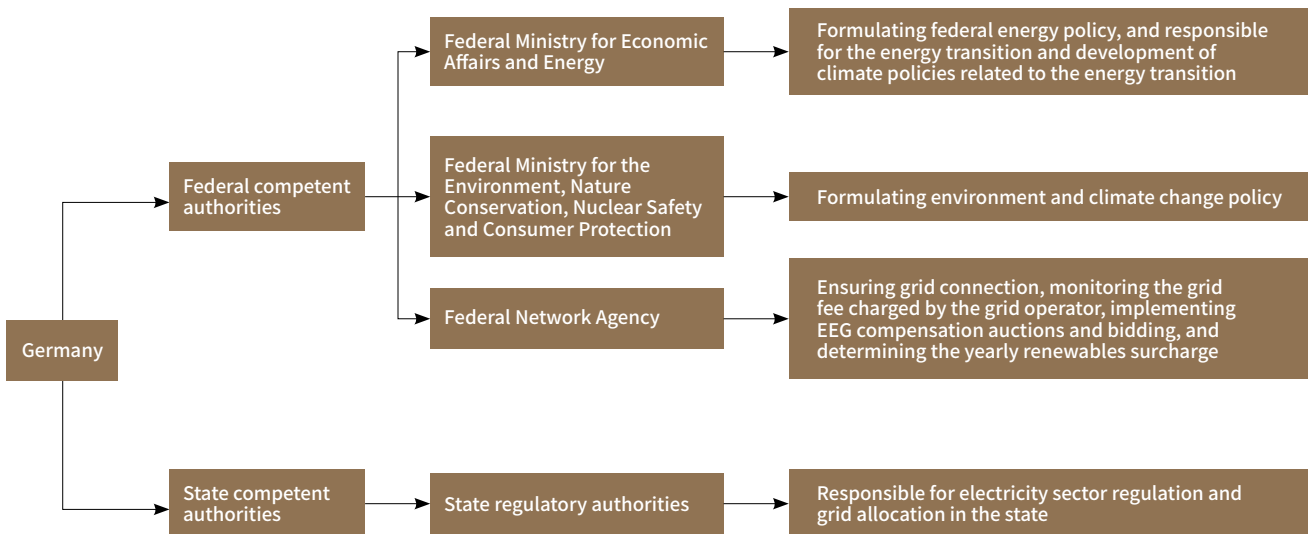 Germany
Federal competent
authorities
Federal Ministry for Economic
Affairs and Energy
Formulating federal energy policy, and responsible
for the energy transition and development of
climate policies related to the energy transition
Federal Ministry for the
Environment, Nature
Conservation, Nuclear Safety
and Consumer Protection
Formulating environment and climate change policy
Federal Network Agency
Ensuring grid connection, monitoring the grid
fee charged by the grid operator, implementing
EEG compensation auctions and bidding, and
determining the yearly renewables surcharge
State competent
authorities
State regulatory authorities
Responsible for electricity sector regulation and
grid allocation in the state